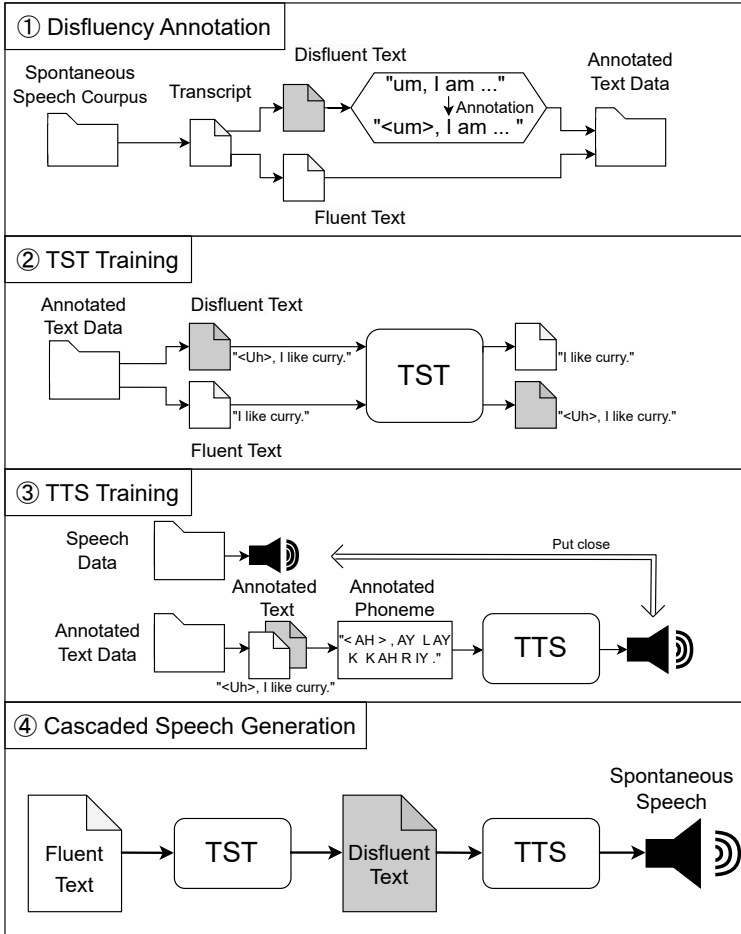 ① Disfluency Annotation
Spontaneous
Speech Courpus
Transcript
Disfluent Text
"um, I am ..."
Annotation
"<um>, I am ... "
Annotated
Text Data
Fluent Text
② TST Training
Annotated
Text Data
Disfluent Text
"<Uh>, I like curry."
"I like curry."
Fluent Text
TST
"I like curry."
"<Uh>, I like curry."
③ TTS Training
Speech
Data
Put close
Annotated
Text Data
Annotated
Text
"<Uh>, I like curry."
Annotated
Phoneme
"< AH > , AY L AY
K K AH R IY ."
TTS
④ Cascaded Speech Generation
Fluent
Text
TST
Disfluent
Text
TTS
Spontaneous
Speech